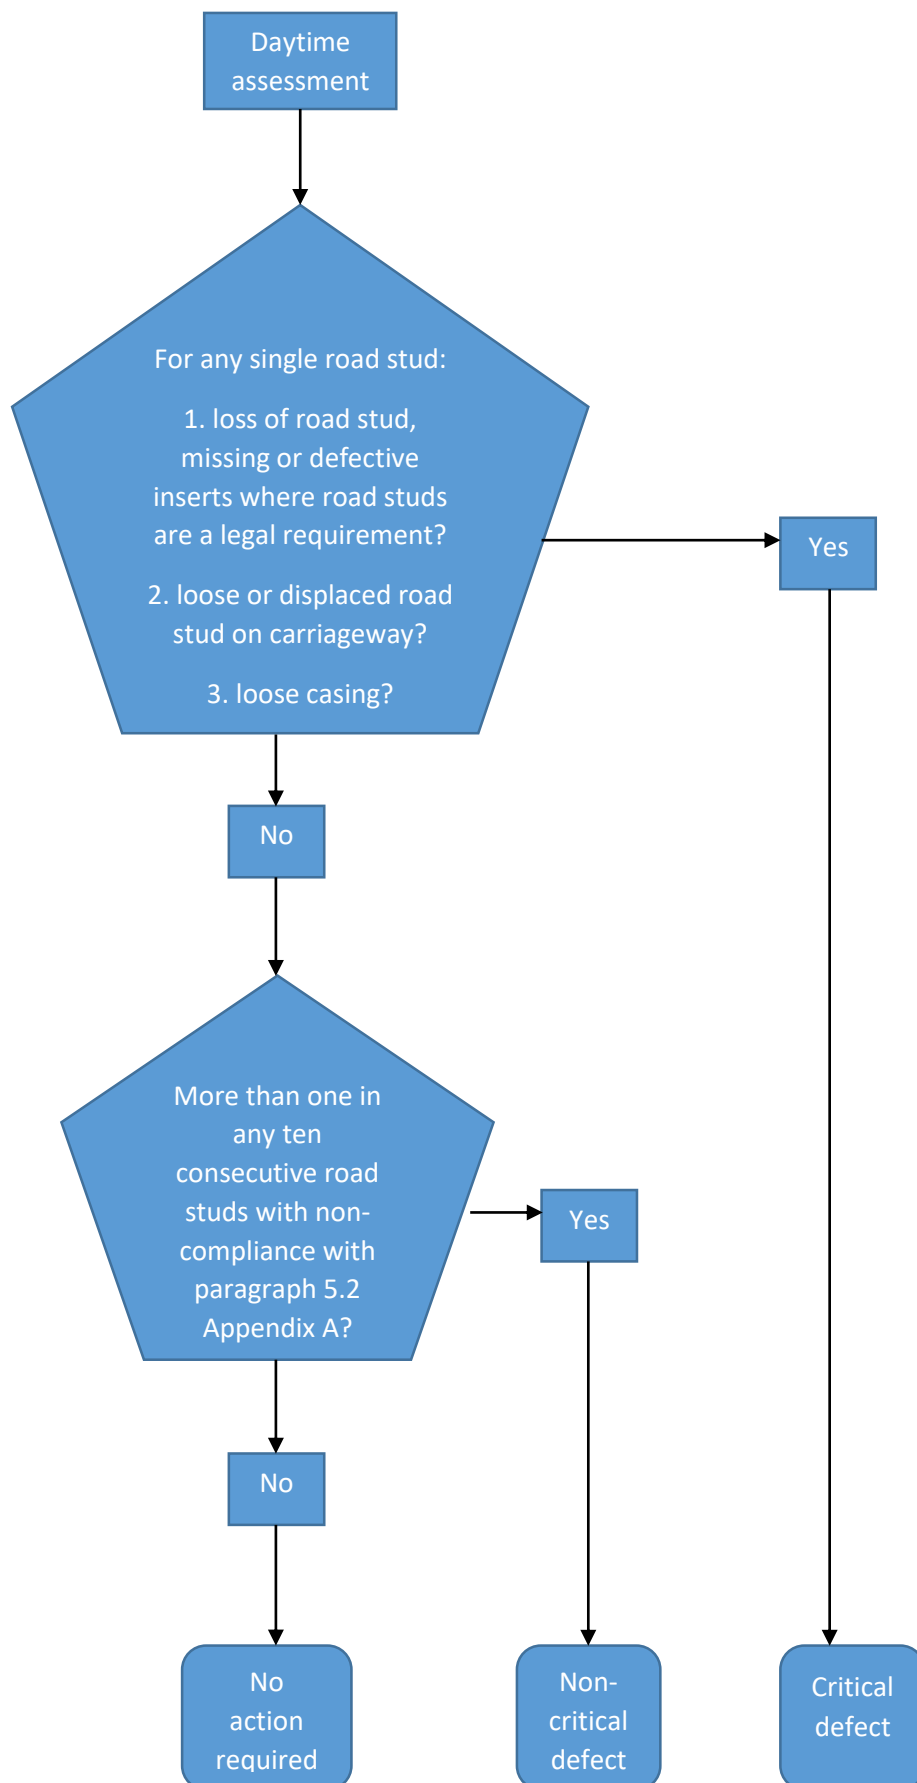 Daytime
assessment
For any single road stud:
1. loss of road stud,
missing or defective
inserts where road studs
are a legal requirement?
2. loose or displaced road
stud on carriageway?
3. loose casing?
Yes
No
More than one in
any ten
consecutive road
studs with non-
compliance with
paragraph 5.2
Appendix A?
Yes
No
No
action
required
Non-
critical
defect
Critical
defect